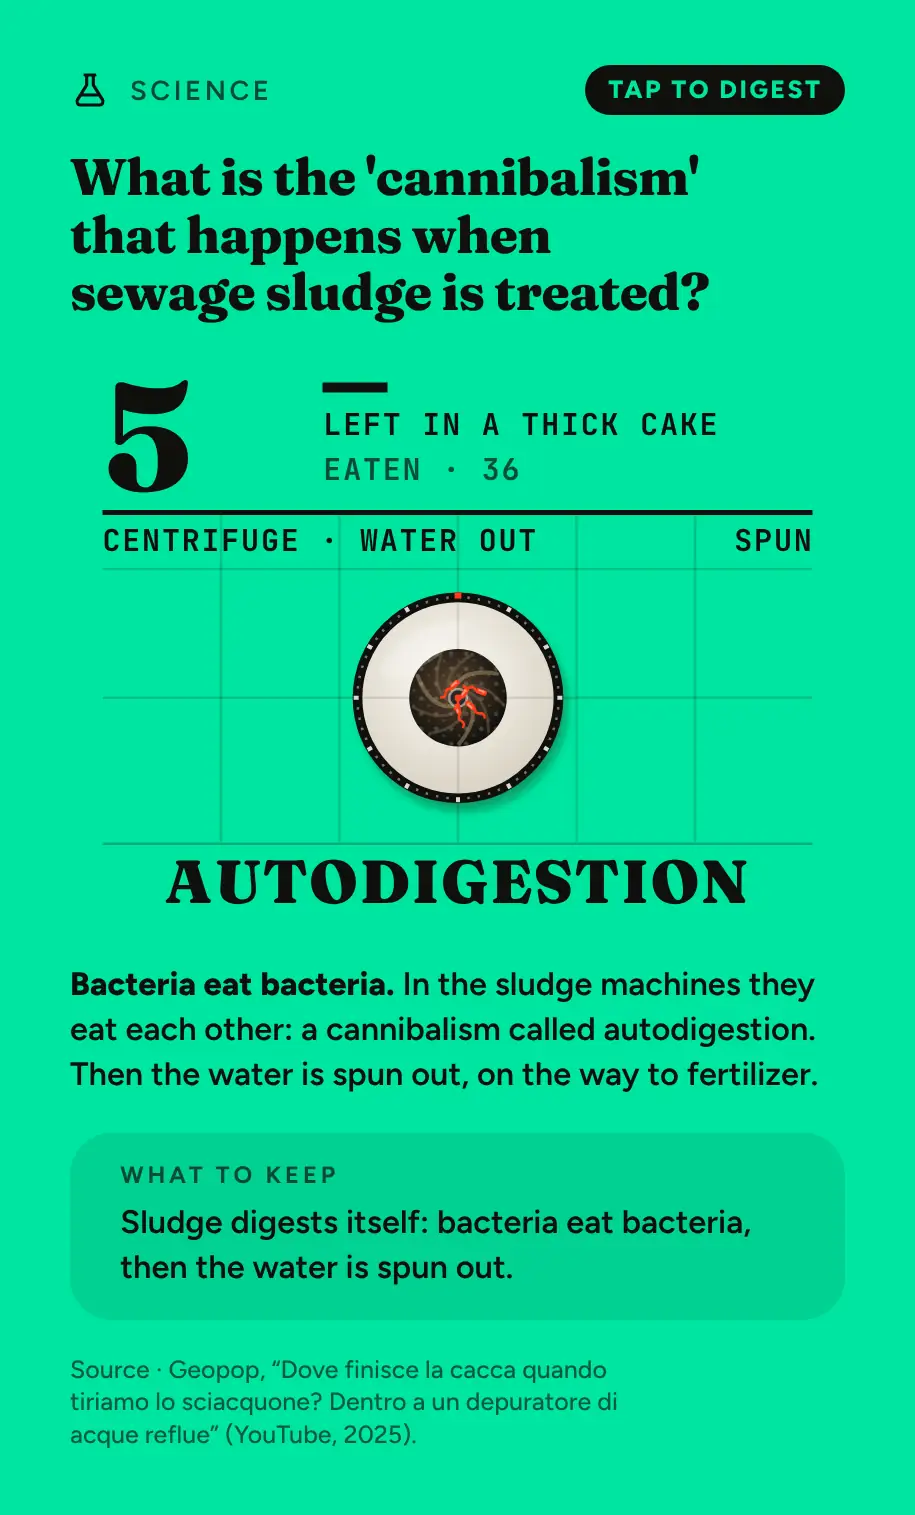 SCIENCE
TAP TO DIGEST
What is the 'cannibalism'
that happens when
sewage sludge is treated?
5
LEFT IN A THICK CAKE
EATEN · 36
CENTRIFUGE · WATER OUT
SPUN
AUTODIGESTION
Bacteria eat bacteria. In the sludge machines they
eat each other: a cannibalism called autodigestion.
Then the water is spun out, on the way to fertilizer.
WHAT TO KEEP
Sludge digests itself: bacteria eat bacteria,
then the water is spun out.
Source · Geopop, “Dove finisce la cacca quando
tiriamo lo sciacquone? Dentro a un depuratore di
acque reflue” (YouTube, 2025).